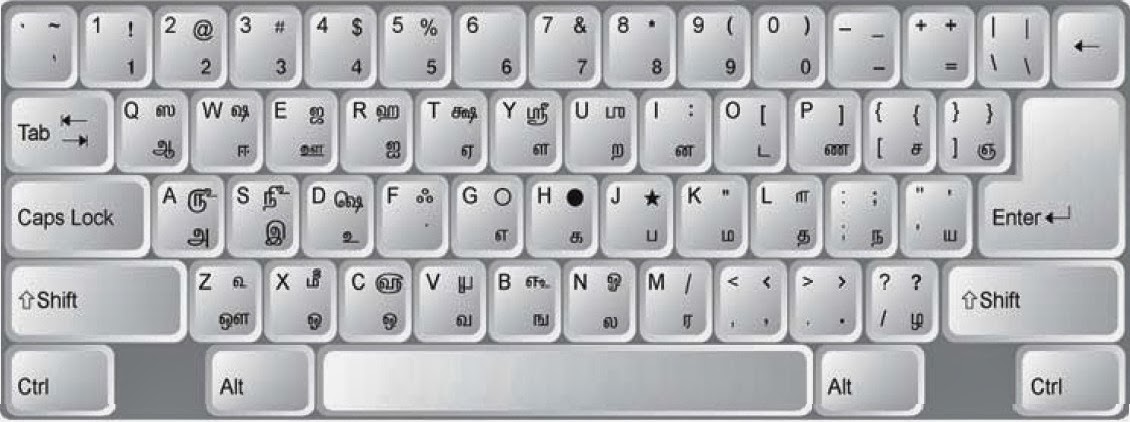 · ~ 1 ! 2 @ 3 # 4 $ 5 % 6 7 & 8 * 9 ( 0 ) – _ + + | | ←
' 1 2 3 4 5 6 7 8 9 0 – = \ \
Tab Q ஸ W ஷ E ஜ R ஹ T க்ஷ Y ஸ்ரீ U I : O [ P ] { { } }
ஆ ஈ ஊ ஐ ஏ ள ற ன ட ண [ ச ] ஞ
Caps Lock A ௹ S ௺ D ௸ F ஃ G ○ H ● J ★ K " L : ; " ' Enter
அ இ உ . எ க ப ம த ; ந ' ய
⇧Shift Z X ௴ C ௵ V ௶ B ௷ N M / < < > > ? ? ⇧Shift
ஔ ஓ ஒ வ ங ல ர , , . . / ழ
Ctrl Alt Alt Ctrl